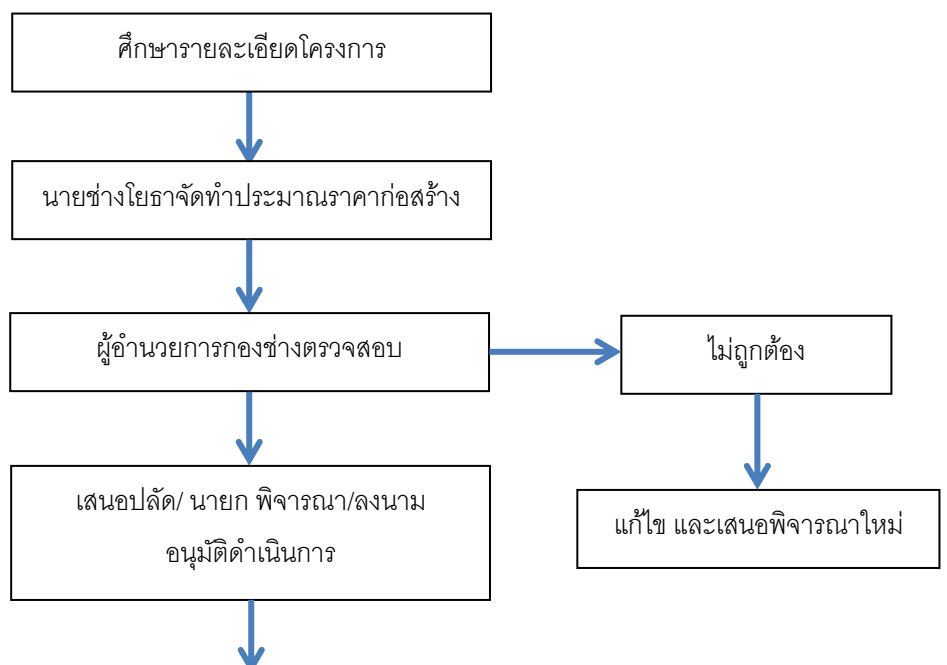 ศึกษารายละเอียดโครงการ
นายช่างโยธาจัดทำประมาณราคาก่อสร้าง
ผู้อำนวยการกองช่างตรวจสอบ
ไม่ถูกต้อง
เสนอปลัด/ นายก พิจารณา/ลงนาม
อนุมัติดำเนินการ
แก้ไข และเสนอพิจารณาใหม่